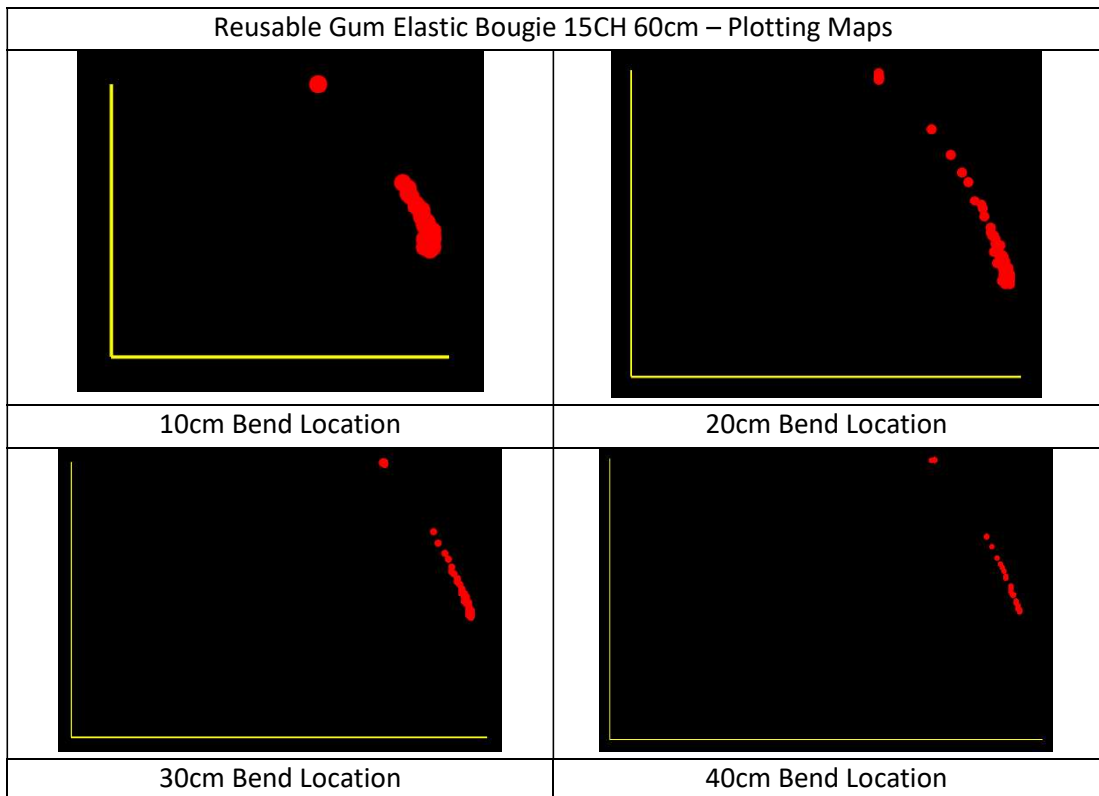 Reusable Gum Elastic Bougie 15CH 60cm – Plotting Maps
10cm Bend Location
20cm Bend Location
30cm Bend Location
40cm Bend Location